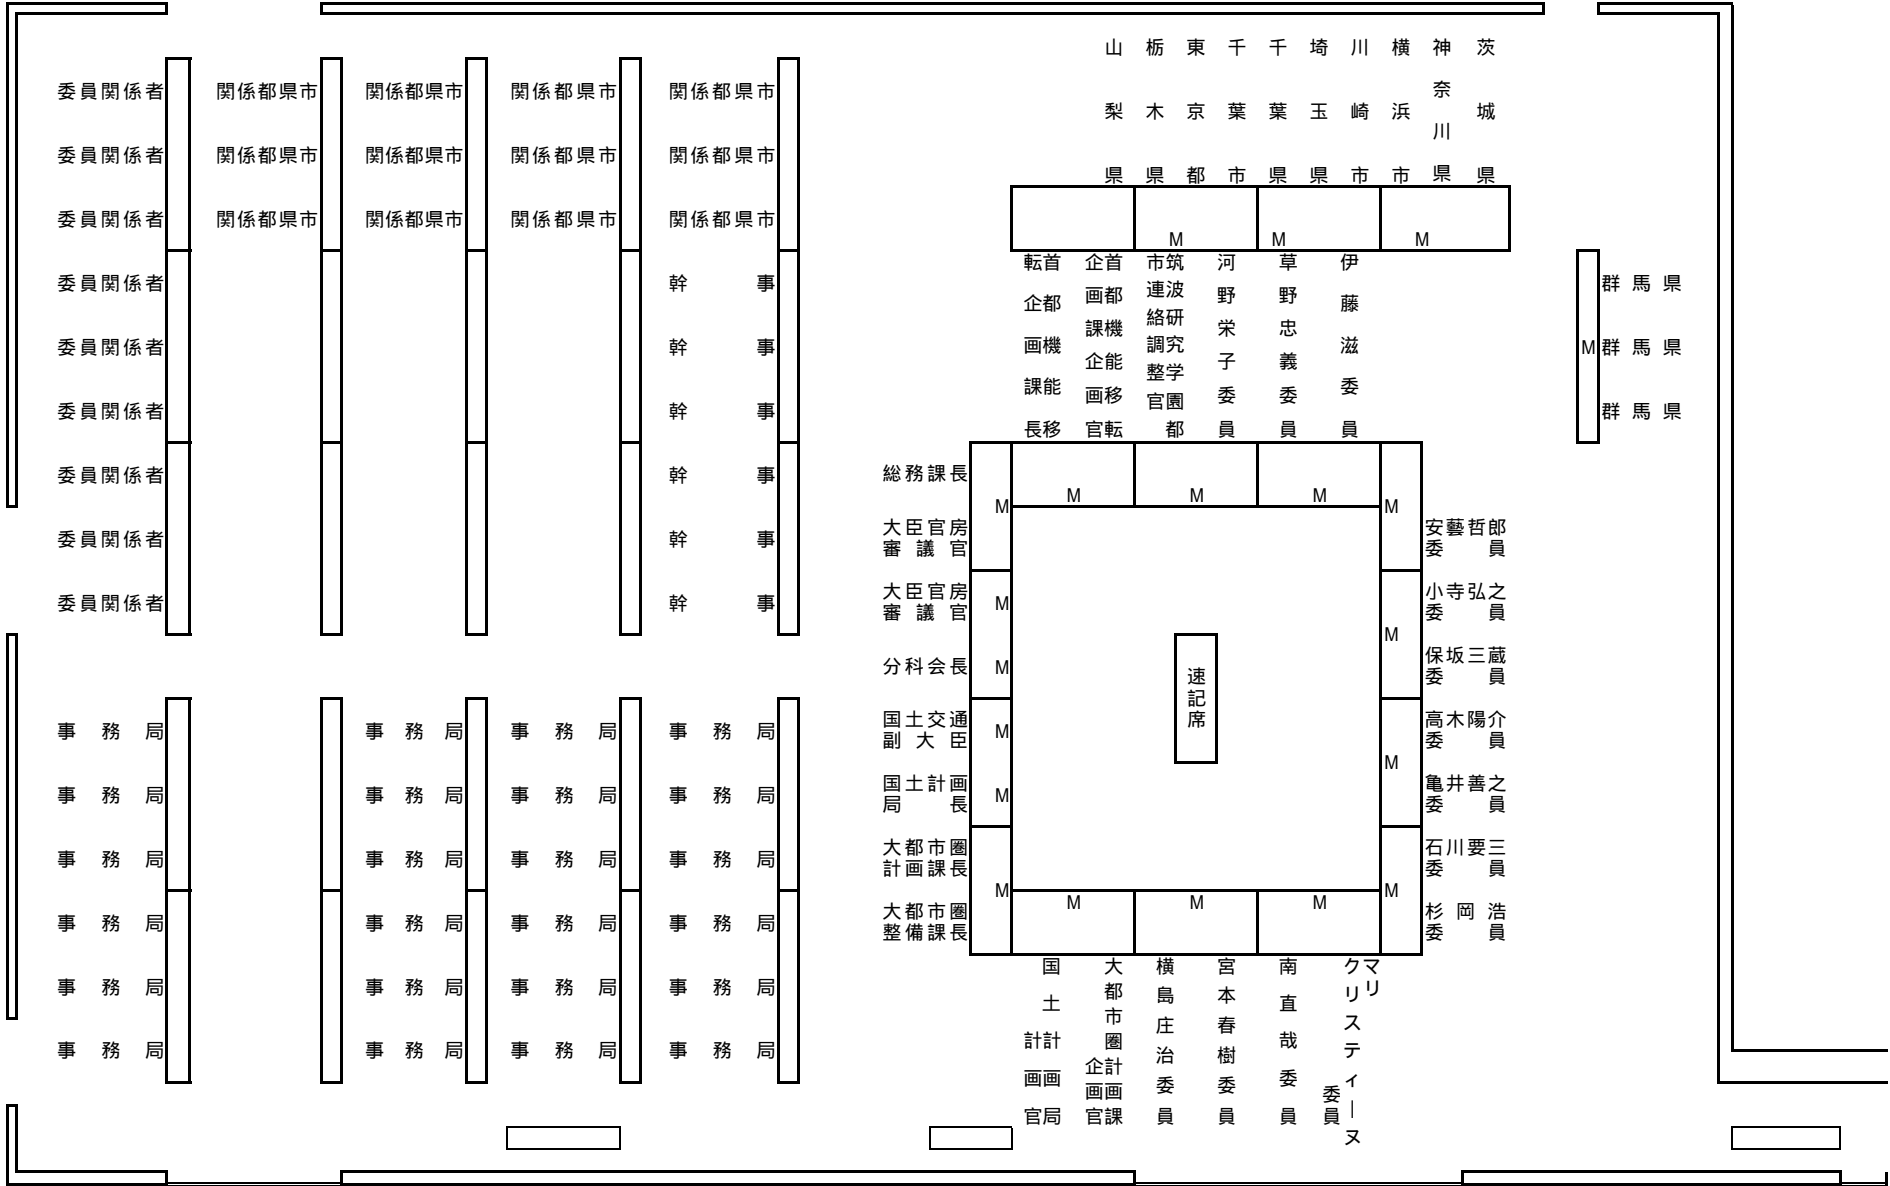 委員関係者
委員関係者
委員関係者
委員関係者
委員関係者
委員関係者
委員関係者
委員関係者
委員関係者
事務局
事務局
事務局
事務局
事務局
事務局
関係都県市
関係都県市
関係都県市
関係都県市
関係都県市
関係都県市
事務局
事務局
事務局
事務局
事務局
事務局
関係都県市
関係都県市
関係都県市
事務局
事務局
事務局
事務局
事務局
事務局
関係都県市
関係都県市
関係都県市
幹事
幹事
幹事
幹事
幹事
幹事
事務局
事務局
事務局
事務局
事務局
事務局
山梨県
栃木県
東京都
千葉市
千葉県
埼玉県
川崎市
横浜市
神奈川県
茨城県
M
M
M
首都機能移
転企画課長
首都機能移転
企画課企画官
筑波研究学園都
市連絡調整官
河野栄子委員
草野忠義委員
伊藤滋委員
M
群馬県
群馬県
群馬県
M
M
M
総務課長
M
大臣官房
審議官
大臣官房
審議官
M
分科会長
M
国土交通
副大臣
M
国土計画
局長
M
大都市圏
計画課長
M
大都市圏
整備課長
速記席
M
安藝哲郎
委員
小寺弘之
委員
M
保坂三蔵
委員
高木陽介
委員
M
亀井善之
委員
石川要三
委員
M
杉岡浩
委員
M
M
M
国土計画局
計画官
大都市圏計画課
企画官
横島庄治委員
宮本春樹委員
南直哉委員
マリ
クリスティーヌ
委員